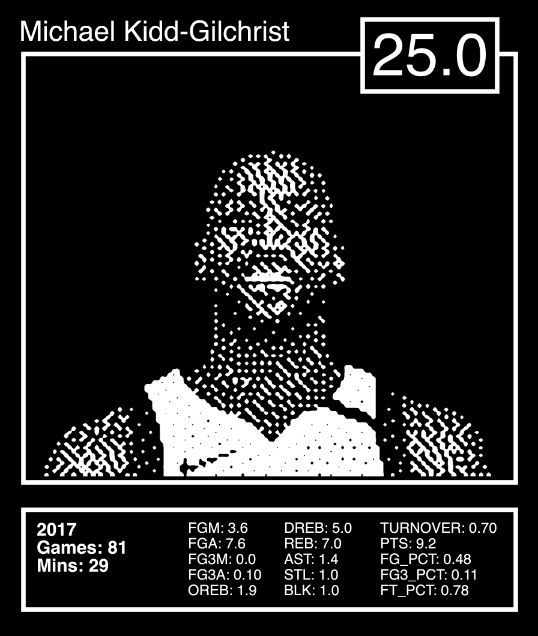 Michael Kidd-Gilchrist
25.0
2017
Games: 81
Mins: 29
FGM: 3.6
FGA: 7.6
FG3M: 0.0
FG3A: 0.10
OREB: 1.9
DREB: 5.0
REB: 7.0
AST: 1.4
STL: 1.0
BLK: 1.0
TURNOVER: 0.70
PTS: 9.2
FG_PCT: 0.48
FG3_PCT: 0.11
FT_PCT: 0.78